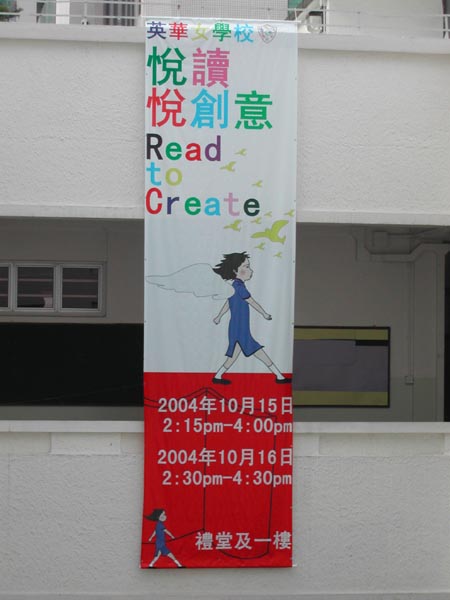 英華女學校
悅讀
悅創意
Read
to
Create
2004年10月15日
2:15pm-4:00pm
2004年10月16日
2:30pm-4:30pm
禮堂及一樓